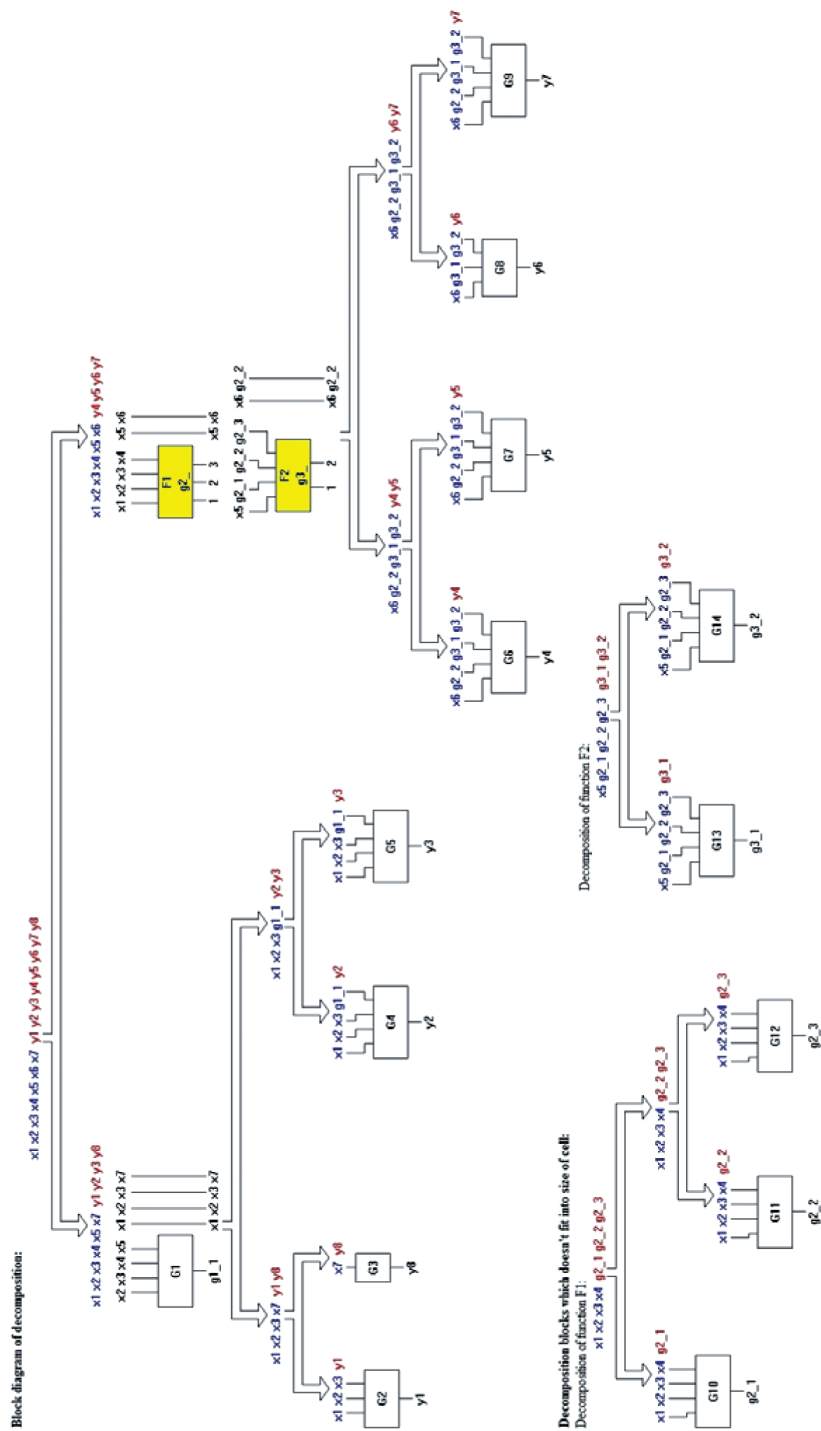 Block diagram of decomposition:
x1 x2 x3 x4 x5 x6 x7 y1 y2 y3 y4 y5 y6 y7 y8
x1 x2 x3 x4 x5 x7 y1 y2 y3 y8
x2 x3 x4 x5 x1 x2 x3 x7
G1
g1_1 x1 x2 x3 x7
x1 x2 x3 x7 y1 y8
x1 x2 x3 y1
G2
y1
x7 y8
G3
y8
x1 x2 x3 g1_1 y2 y3
x1 x2 x3 g1_1 y2
G4
y2
x1 x2 x3 g1_1 y3
G5
y3
x1 x2 x3 x4 x5 x6 y4 y5 y6 y7
x1 x2 x3 x4 x5 x6
F1
g2_
1 2 3 x5 x6
x5 g2_1 g2_2 g2_3 x6 g2_2
F2
g3_
1 2 x6 g2_2
x6 g2_2 g3_1 g3_2 y4 y5
x6 g2_2 g3_1 g3_2 y4
G6
y4
x6 g2_2 g3_1 g3_2 y5
G7
y5
x6 g2_2 g3_1 g3_2 y6 y7
x6 g3_1 g3_2 y6
G8
y6
x6 g2_2 g3_1 g3_2 y7
G9
y7
Decomposition blocks which doesn't fit into size of cell:
Decomposition of function F1:
x1 x2 x3 x4 g2_1 g2_2 g2_3
x1 x2 x3 x4 g2_1
G10
g2_1
x1 x2 x3 x4 g2_2 g2_3
x1 x2 x3 x4 g2_2
G11
g2_2
x1 x2 x3 x4 g2_3
G12
g2_3
Decomposition of function F2:
x5 g2_1 g2_2 g2_3 g3_1 g3_2
x5 g2_1 g2_2 g2_3 g3_1
G13
g3_1
x5 g2_1 g2_2 g2_3 g3_2
G14
g3_2